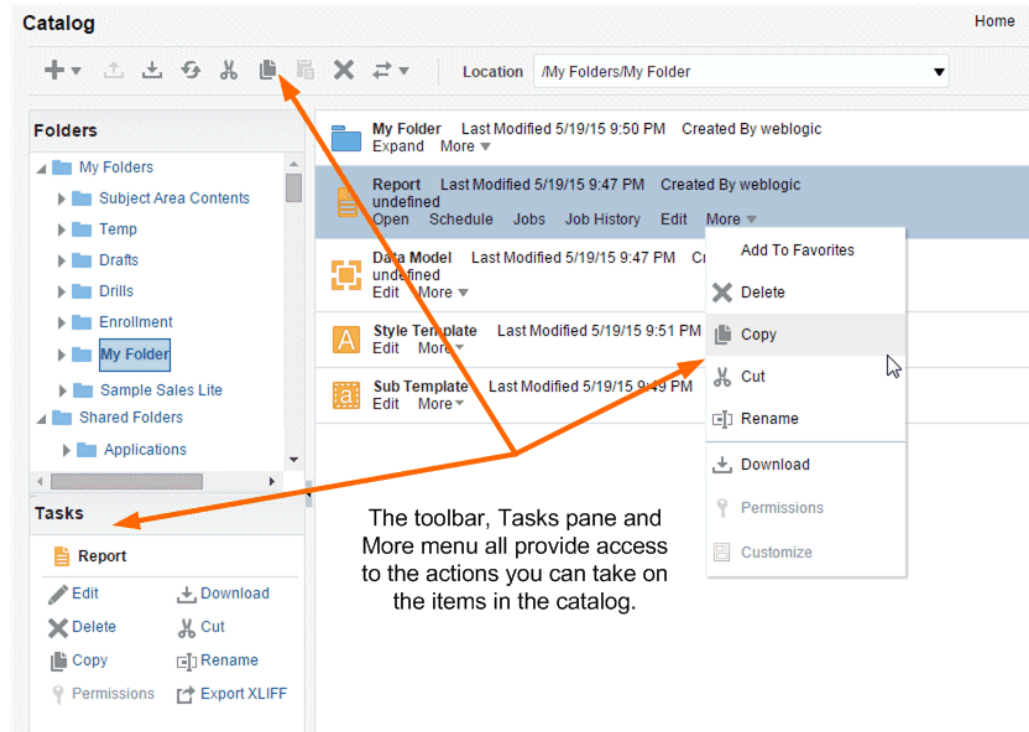 Catalog
Home
Location /My Folders/My Folder
Folders
My Folders
Subject Area Contents
Temp
Drafts
Drills
Enrollment
My Folder
Sample Sales Lite
Shared Folders
Applications
My Folder Last Modified 5/19/15 9:50 PM Created By weblogic
Expand More
Report Last Modified 5/19/15 9:47 PM Created By weblogic
undefined
Open Schedule Jobs Job History Edit More
Data Model Last Modified 5/19/15 9:47 PM
undefined
Edit More
Style Template Last Modified 5/19/15 9:51 PM
Edit More
Sub Template Last Modified 5/19/15 9:49 PM
Edit More
Add To Favorites
Delete
Copy
Cut
Rename
Download
Permissions
Customize
Tasks
Report
Edit Download
Delete Cut
Copy Rename
Permissions Export XLIFF
The toolbar, Tasks pane and
More menu all provide access
to the actions you can take on
the items in the catalog.